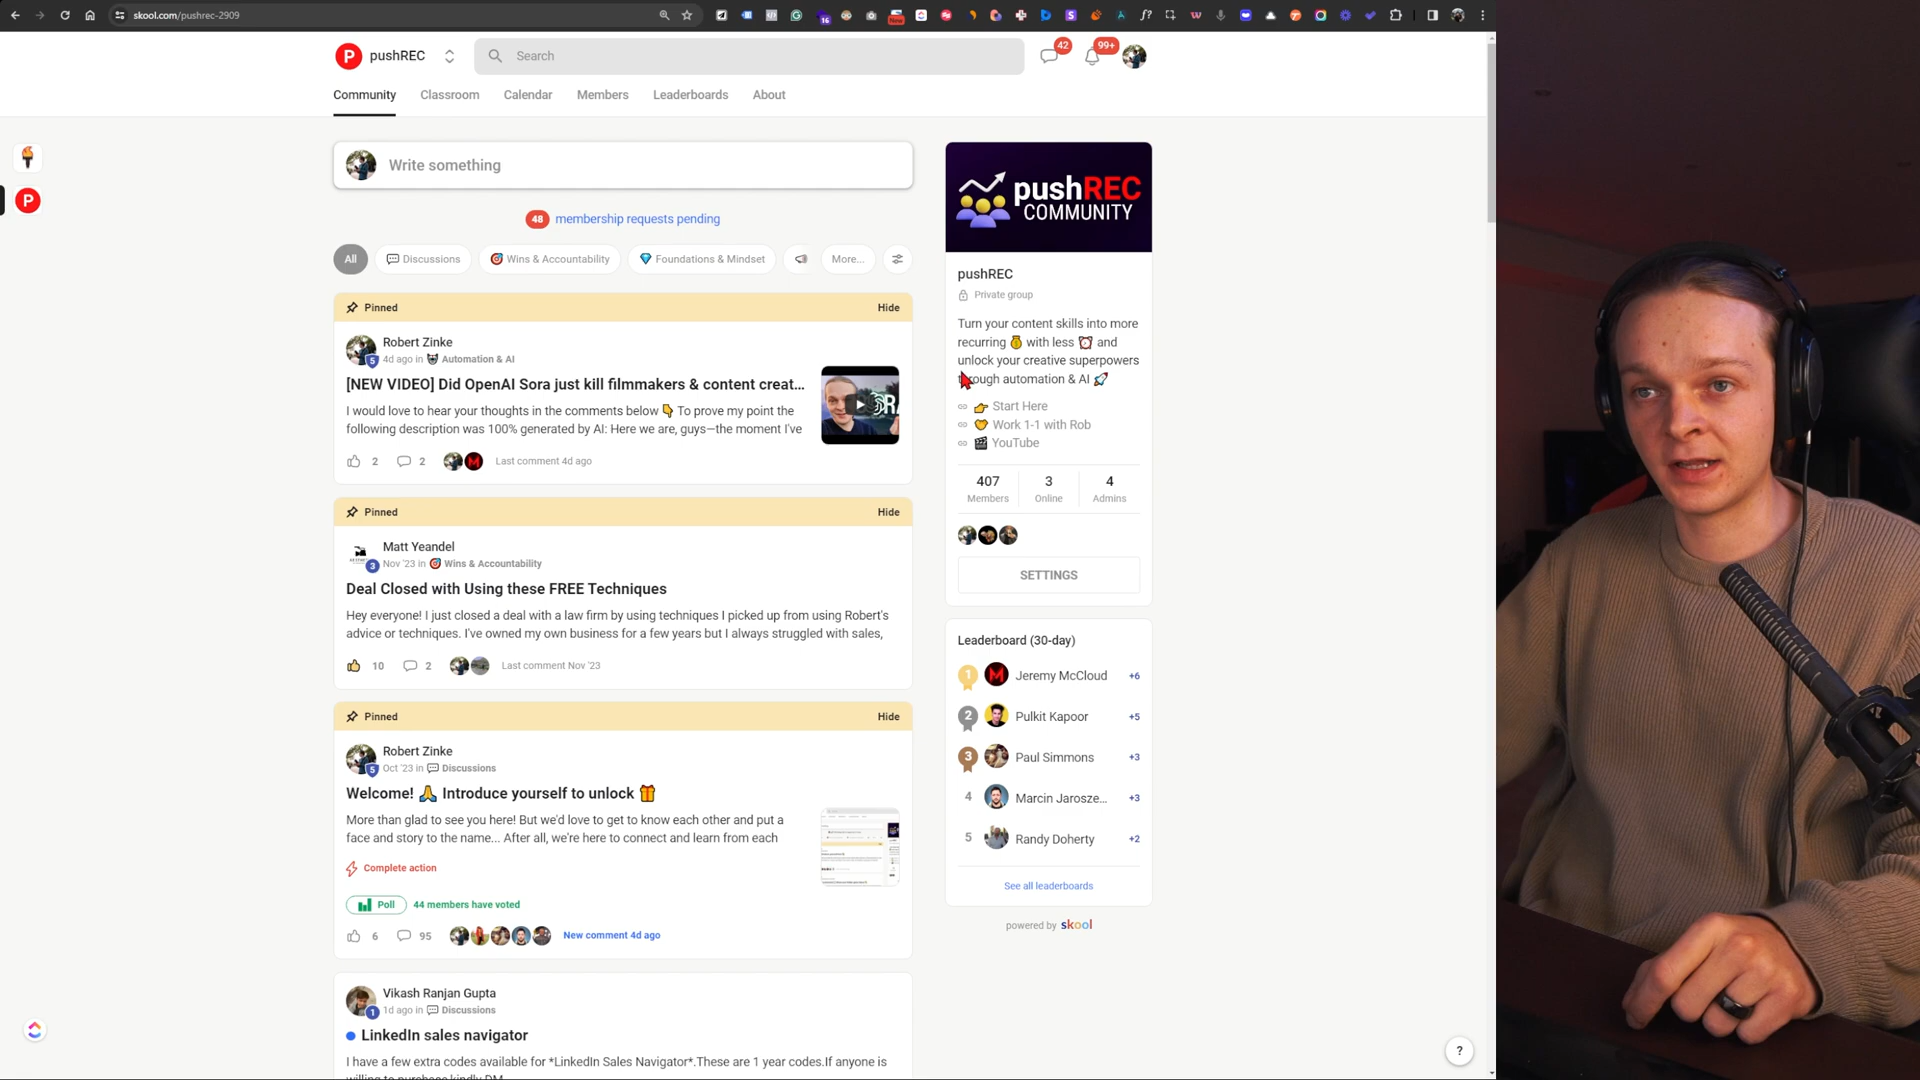 skool.com/pushrec-2909
16
New
P pushREC
Search
42
99+
Community Classroom Calendar Members Leaderboards About
P
Write something
48 membership requests pending
All
Discussions
Wins & Accountability
Foundations & Mindset
More...
Pinned
Hide
Robert Zinke
5
4d ago in Automation & AI
[NEW VIDEO] Did OpenAI Sora just kill filmmakers & content creat...
I would love to hear your thoughts in the comments below To prove my point the
following description was 100% generated by AI: Here we are, guys—the moment I've
2 2 Last comment 4d ago
Pinned
Hide
Matt Yeandel
3
Nov '23 in Wins & Accountability
Deal Closed with Using these FREE Techniques
Hey everyone! I just closed a deal with a law firm by using techniques I picked up from using Robert's
advice or techniques. I've owned my own business for a few years but I always struggled with sales,
10 2 Last comment Nov '23
Pinned
Hide
Robert Zinke
5
Oct '23 in Discussions
Welcome! Introduce yourself to unlock
More than glad to see you here! But we'd love to get to know each other and put a
face and story to the name... After all, we're here to connect and learn from each
Complete action
Poll 44 members have voted
6 95 New comment 4d ago
Vikash Ranjan Gupta
1
1d ago in Discussions
LinkedIn sales navigator
I have a few extra codes available for *LinkedIn Sales Navigator*.These are 1 year codes.If anyone is
willing to purchase kindly DM
pushREC
COMMUNITY
pushREC
Private group
Turn your content skills into more
recurring with less and
unlock your creative superpowers
through automation & AI
Start Here
Work 1-1 with Rob
YouTube
407 3 4
Members Online Admins
SETTINGS
Leaderboard (30-day)
1 Jeremy McCloud +6
2 Pulkit Kapoor +5
3 Paul Simmons +3
4 Marcin Jarosze... +3
5 Randy Doherty +2
See all leaderboards
powered by skool
?